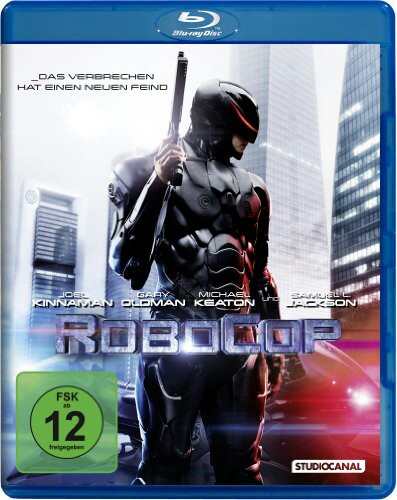 Blu-ray Disc
_DAS VERBRECHEN
HAT EINEN NEUEN FEIND
JOEL KINNAMAN GARY OLDMAN MICHAEL KEATON und SAMUEL L. JACKSON
ROBOCOP
FSK
ab
12
freigegeben
STUDIOCANAL